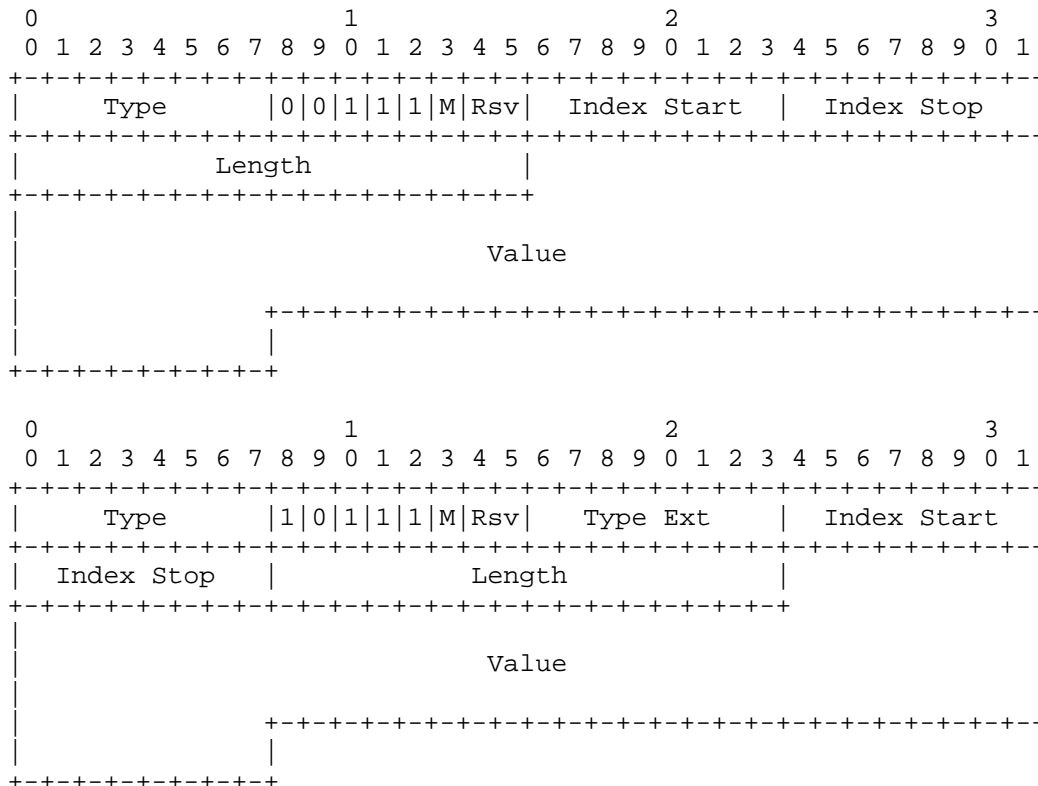 0                   1                   2                   3
 0 1 2 3 4 5 6 7 8 9 0 1 2 3 4 5 6 7 8 9 0 1 2 3 4 5 6 7 8 9 0 1
+-+-+-+-+-+-+-+-+-+-+-+-+-+-+-+-+-+-+-+-+-+-+-+-+-+-+-+-+-+-+-+-
|     Type      |0|0|1|1|1|M|Rsv|  Index Start  |  Index Stop
+-+-+-+-+-+-+-+-+-+-+-+-+-+-+-+-+-+-+-+-+-+-+-+-+-+-+-+-+-+-+-+-
|            Length             |
+-+-+-+-+-+-+-+-+-+-+-+-+-+-+-+-+
|
|                             Value
|
|               +-+-+-+-+-+-+-+-+-+-+-+-+-+-+-+-+-+-+-+-+-+-+-+-
|               |
+-+-+-+-+-+-+-+-+
 0                   1                   2                   3
 0 1 2 3 4 5 6 7 8 9 0 1 2 3 4 5 6 7 8 9 0 1 2 3 4 5 6 7 8 9 0 1
+-+-+-+-+-+-+-+-+-+-+-+-+-+-+-+-+-+-+-+-+-+-+-+-+-+-+-+-+-+-+-+-
|     Type      |1|0|1|1|1|M|Rsv|   Type Ext    |  Index Start
+-+-+-+-+-+-+-+-+-+-+-+-+-+-+-+-+-+-+-+-+-+-+-+-+-+-+-+-+-+-+-+-
|  Index Stop   |            Length             |
+-+-+-+-+-+-+-+-+-+-+-+-+-+-+-+-+-+-+-+-+-+-+-+-+
|
|                             Value
|
|               +-+-+-+-+-+-+-+-+-+-+-+-+-+-+-+-+-+-+-+-+-+-+-+-
|               |
+-+-+-+-+-+-+-+-+